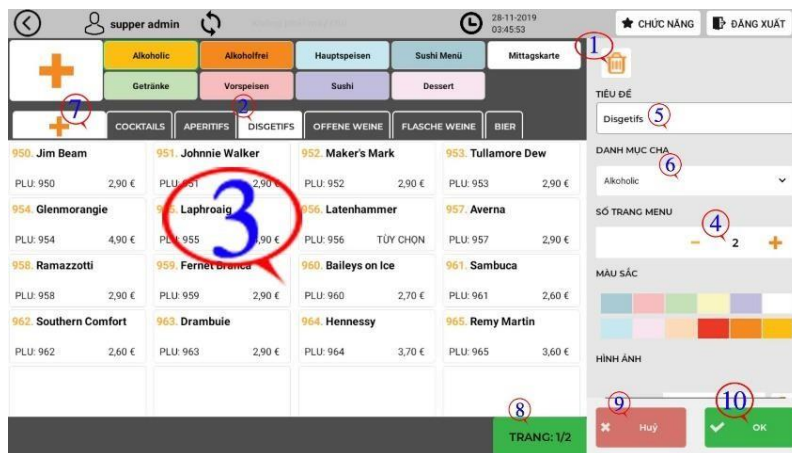 supper admin
28-11-2019
03:45:53
CHỨC NĂNG
ĐĂNG XUẤT
Alkoholic
Alkoholfrei
Hauptspeisen
Sushi Menü
Mittagskarte
Getränke
Vorspeisen
Sushi
Dessert
1
TIÊU ĐỀ
Disgetifs
5
7
2
COCKTAILS
APERITIFS
DISGETIFS
OFFENE WEINE
FLASCHE WEINE
BIER
DANH MỤC CHA
6
Alkoholic
950. Jim Beam
951. Johnnie Walker
952. Maker's Mark
953. Tullamore Dew
PLU: 950 2,90 €
PLU: 951 2,90 €
PLU: 952 2,90 €
PLU: 953 2,90 €
3
SỐ TRANG MENU
4
2
954. Glenmorangie
Laphroaig
956. Latenhammer
957. Averna
PLU: 954 4,90 €
PLU: 955
PLU: 956 TÙY CHỌN
PLU: 957 2,90 €
MÀU SẮC
958. Ramazzotti
959. Fernet Branca
960. Baileys on Ice
961. Sambuca
PLU: 958 2,90 €
PLU: 959 2,90 €
PLU: 960 2,70 €
PLU: 961 2,60 €
962. Southern Comfort
963. Drambuie
964. Hennessy
965. Remy Martin
PLU: 962 2,60 €
PLU: 963 2,90 €
PLU: 964 3,70 €
PLU: 965 3,60 €
HÌNH ẢNH
8
TRANG: 1/2
9
Huỷ
10
OK